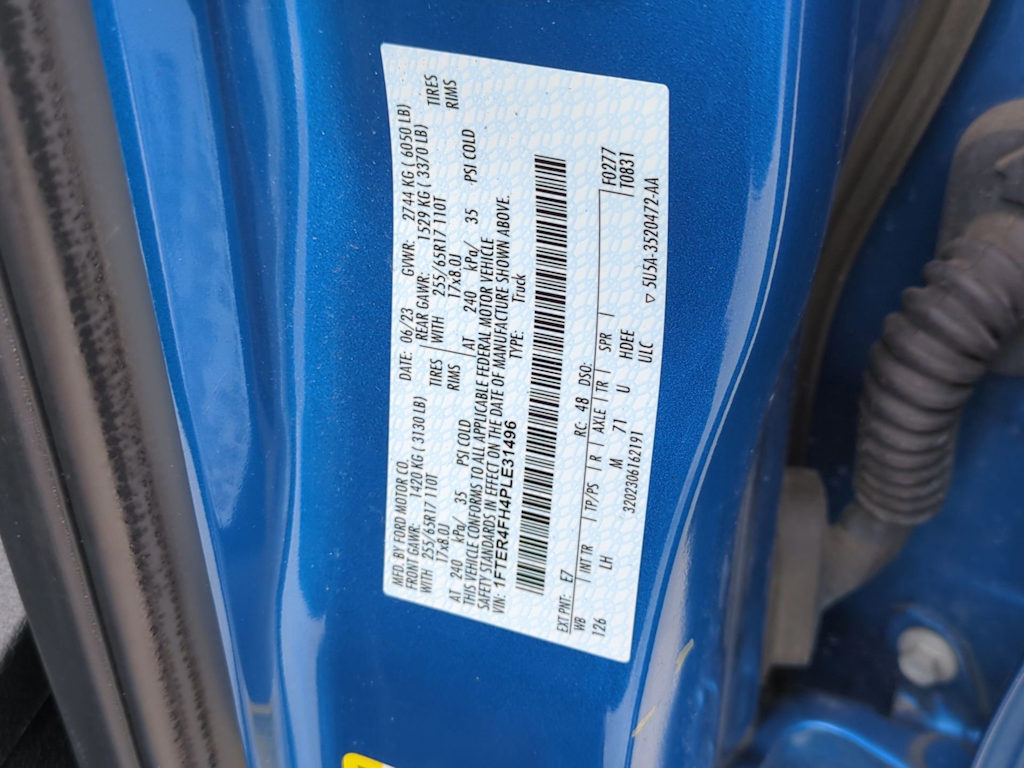 MFD. BY FORD MOTOR CO. DATE: 06/23 GVWR: 2744 KG ( 6050 LB)
FRONT GAWR: 1420 KG ( 3130 LB) REAR GAWR: 1529 KG ( 3370 LB)
WITH 255/65R17 110T TIRES WITH 255/65R17 110T TIRES
17x8.0J RIMS 17x8.0J RIMS
AT 240 kPa/ 35 PSI COLD AT 240 kPa/ 35 PSI COLD
THIS VEHICLE CONFORMS TO ALL APPLICABLE FEDERAL MOTOR VEHICLE
SAFETY STANDARDS IN EFFECT ON THE DATE OF MANUFACTURE SHOWN ABOVE.
VIN: 1FTER4FH4PLE31496 TYPE: Truck
EXT PNT: E7 RC: 48 DSO: F0277
WB INT TR TP/PS R AXLE TR SPR T0831
126 LH M 71 U HDEE
3202306162191 ULC ▽ 5U5A-3520472-AA